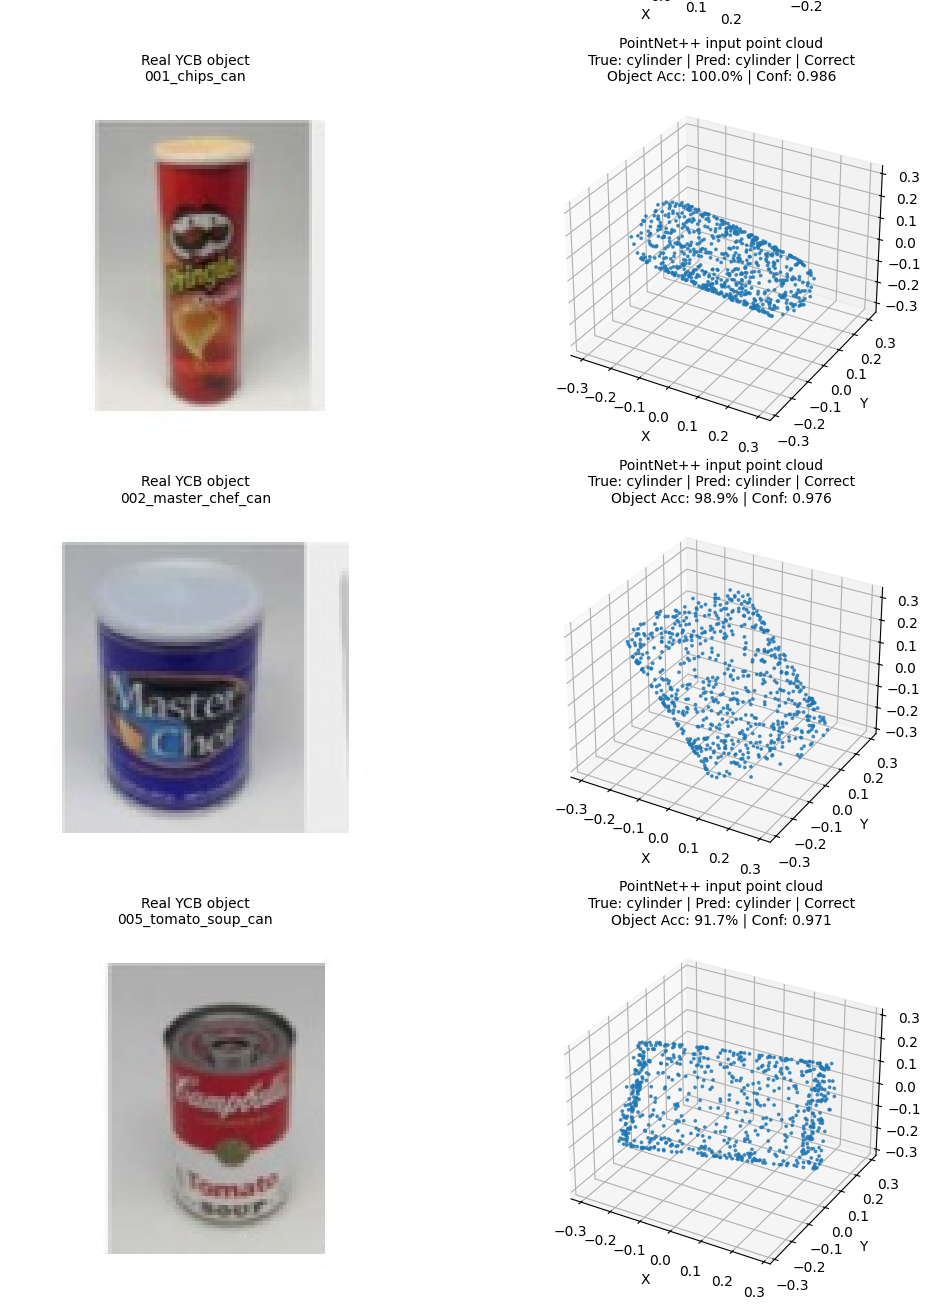 X
0.1
0.2
−0.2
Real YCB object
001_chips_can
PointNet++ input point cloud
True: cylinder | Pred: cylinder | Correct
Object Acc: 100.0% | Conf: 0.986
Pringles
0.3
0.2
0.1
0.0
−0.1
−0.2
−0.3
−0.3
−0.2
−0.1
0.0
0.1
0.2
0.3
X
−0.3
−0.2
−0.1
0.0
0.1
0.2
0.3
Y
Real YCB object
002_master_chef_can
PointNet++ input point cloud
True: cylinder | Pred: cylinder | Correct
Object Acc: 98.9% | Conf: 0.976
Master
Chef
0.3
0.2
0.1
0.0
−0.1
−0.2
−0.3
−0.3
−0.2
−0.1
0.0
0.1
0.2
0.3
X
−0.3
−0.2
−0.1
0.0
0.1
0.2
0.3
Y
Real YCB object
005_tomato_soup_can
PointNet++ input point cloud
True: cylinder | Pred: cylinder | Correct
Object Acc: 91.7% | Conf: 0.971
Campbell's
Tomato
SOUP
0.3
0.2
0.1
0.0
−0.1
−0.2
−0.3
−0.3
−0.2
−0.1
0.0
0.1
0.2
0.3
X
−0.3
−0.2
−0.1
0.0
0.1
0.2
0.3
Y